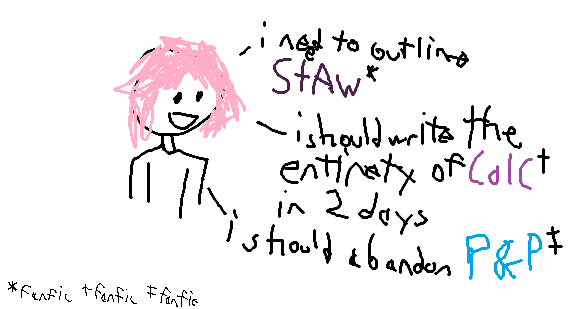 i need to outline
StAw*
i should write the
entirety of CalC†
in 2 days
i should abandon P&P‡
*fanfic †fanfic ‡fanfic